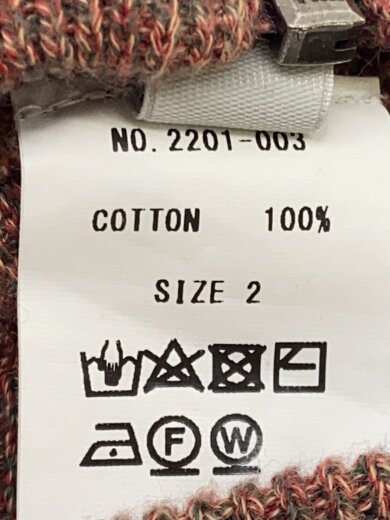 NO. 2201-003
COTTON 100%
SIZE 2
F W